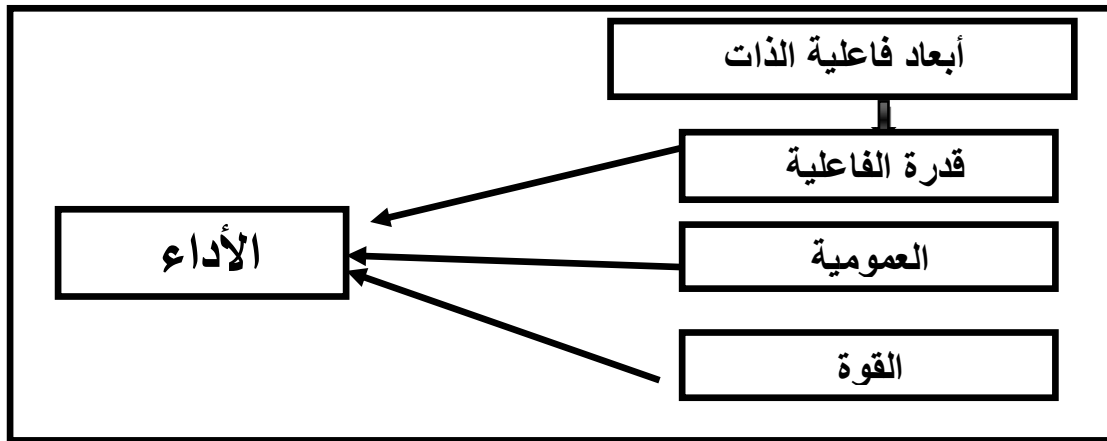 أبعاد فاعلية الذات
قدرة الفاعلية
العمومية
الأداء
القوة